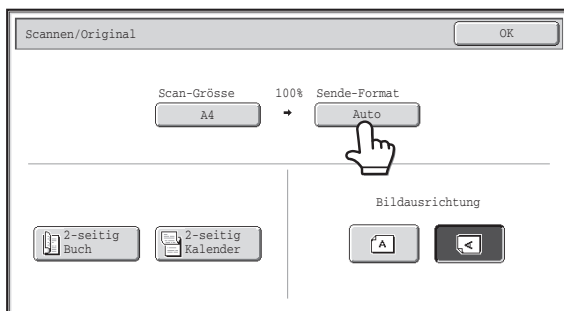 Scannen/Original
OK
Scan-Grösse 100% Sende-Format
A4 Auto
Bildausrichtung
2-seitig
Buch
2-seitig
Kalender
A
A